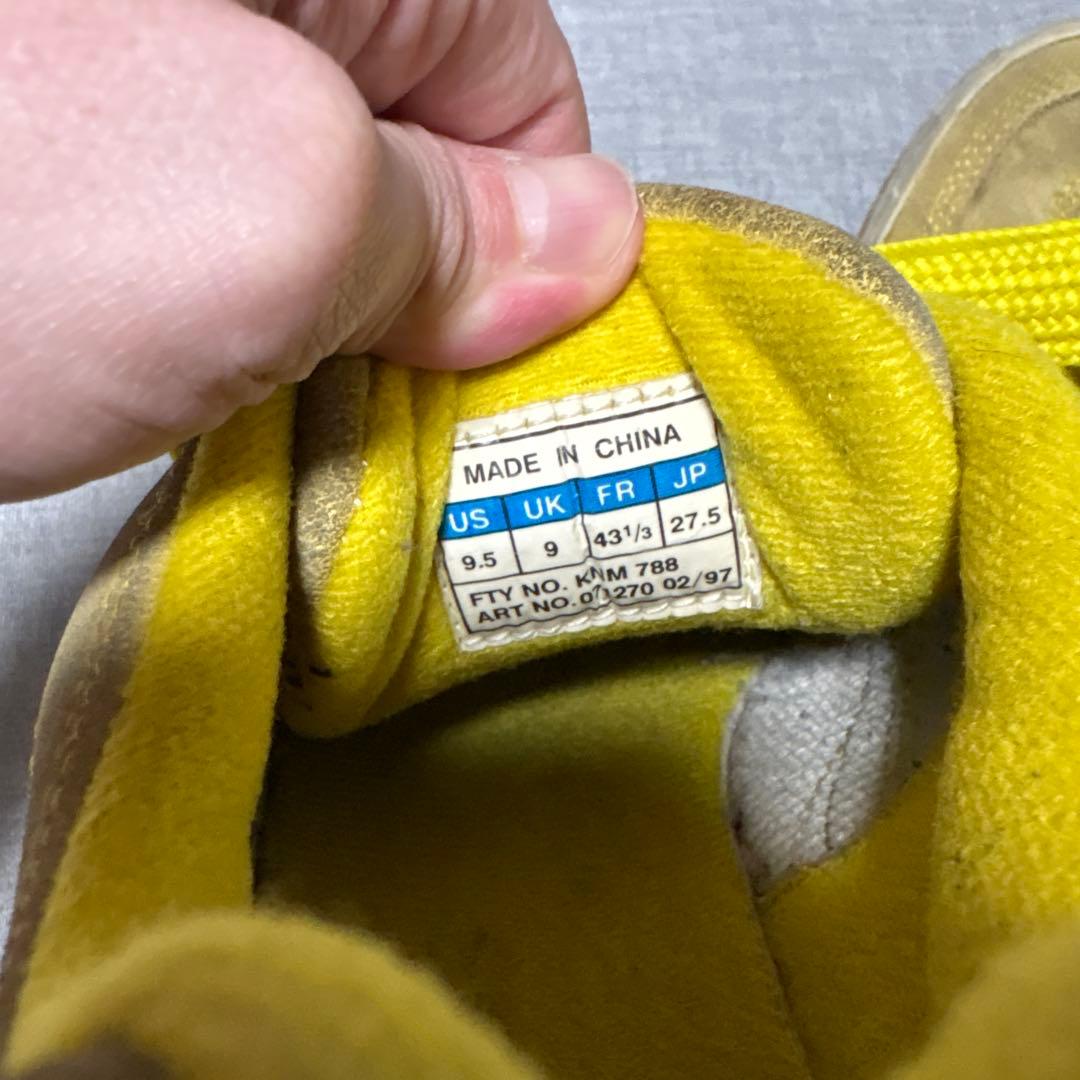 MADE IN CHINA
US UK FR JP
9.5 9 43 1/3 27.5
FTY NO. KNM 788
ART NO. 071270 02/97